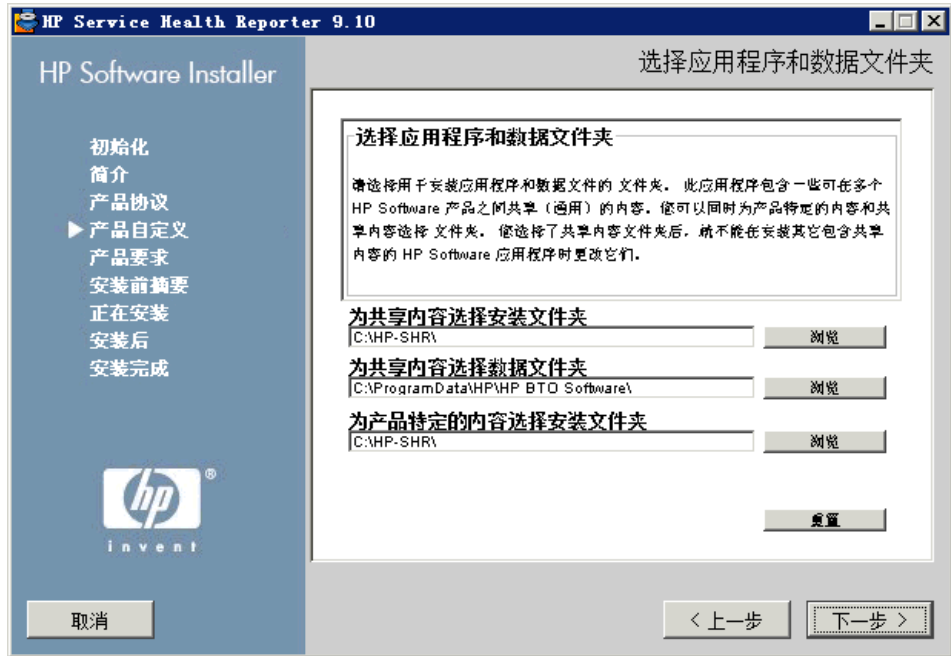 HP Service Health Reporter 9.10
HP Software Installer
选择应用程序和数据文件夹
初始化
简介
产品协议
产品自定义
产品要求
安装前摘要
正在安装
安装后
安装完成
hp
®
invent
选择应用程序和数据文件夹
请选择用于安装应用程序和数据文件的 文件夹。 此应用程序包含一些可在多个
HP Software 产品之间共享（通用）的内容。您可以同时为产品特定的内容和共
享内容选择 文件夹。 您选择了共享内容文件夹后，就不能在安装其它包含共享
内容的 HP Software 应用程序时更改它们。
为共享内容选择安装文件夹
C:\HP-SHR\
浏览
为共享内容选择数据文件夹
C:\ProgramData\HP\HP BTO Software\
浏览
为产品特定的内容选择安装文件夹
C:\HP-SHR\
浏览
重置
取消
< 上一步
下一步 >